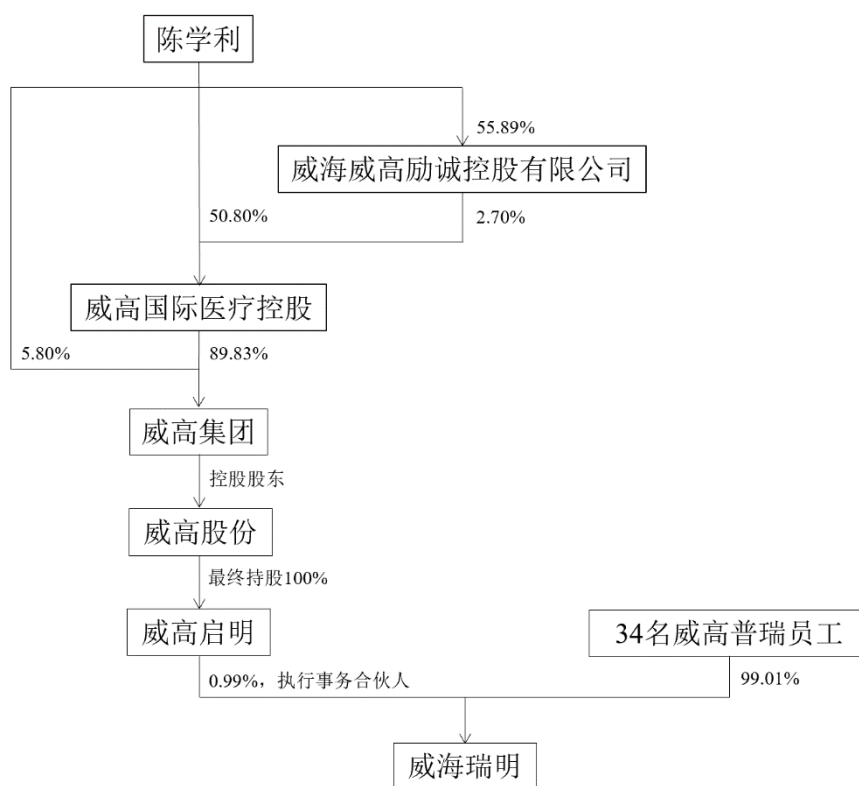 陈学利
55.89%
威海威高励诚控股有限公司
50.80%
2.70%
威高国际医疗控股
5.80%
89.83%
威高集团
控股股东
威高股份
最终持股100%
威高启明
34名威高普瑞员工
0.99%，执行事务合伙人
99.01%
威海瑞明